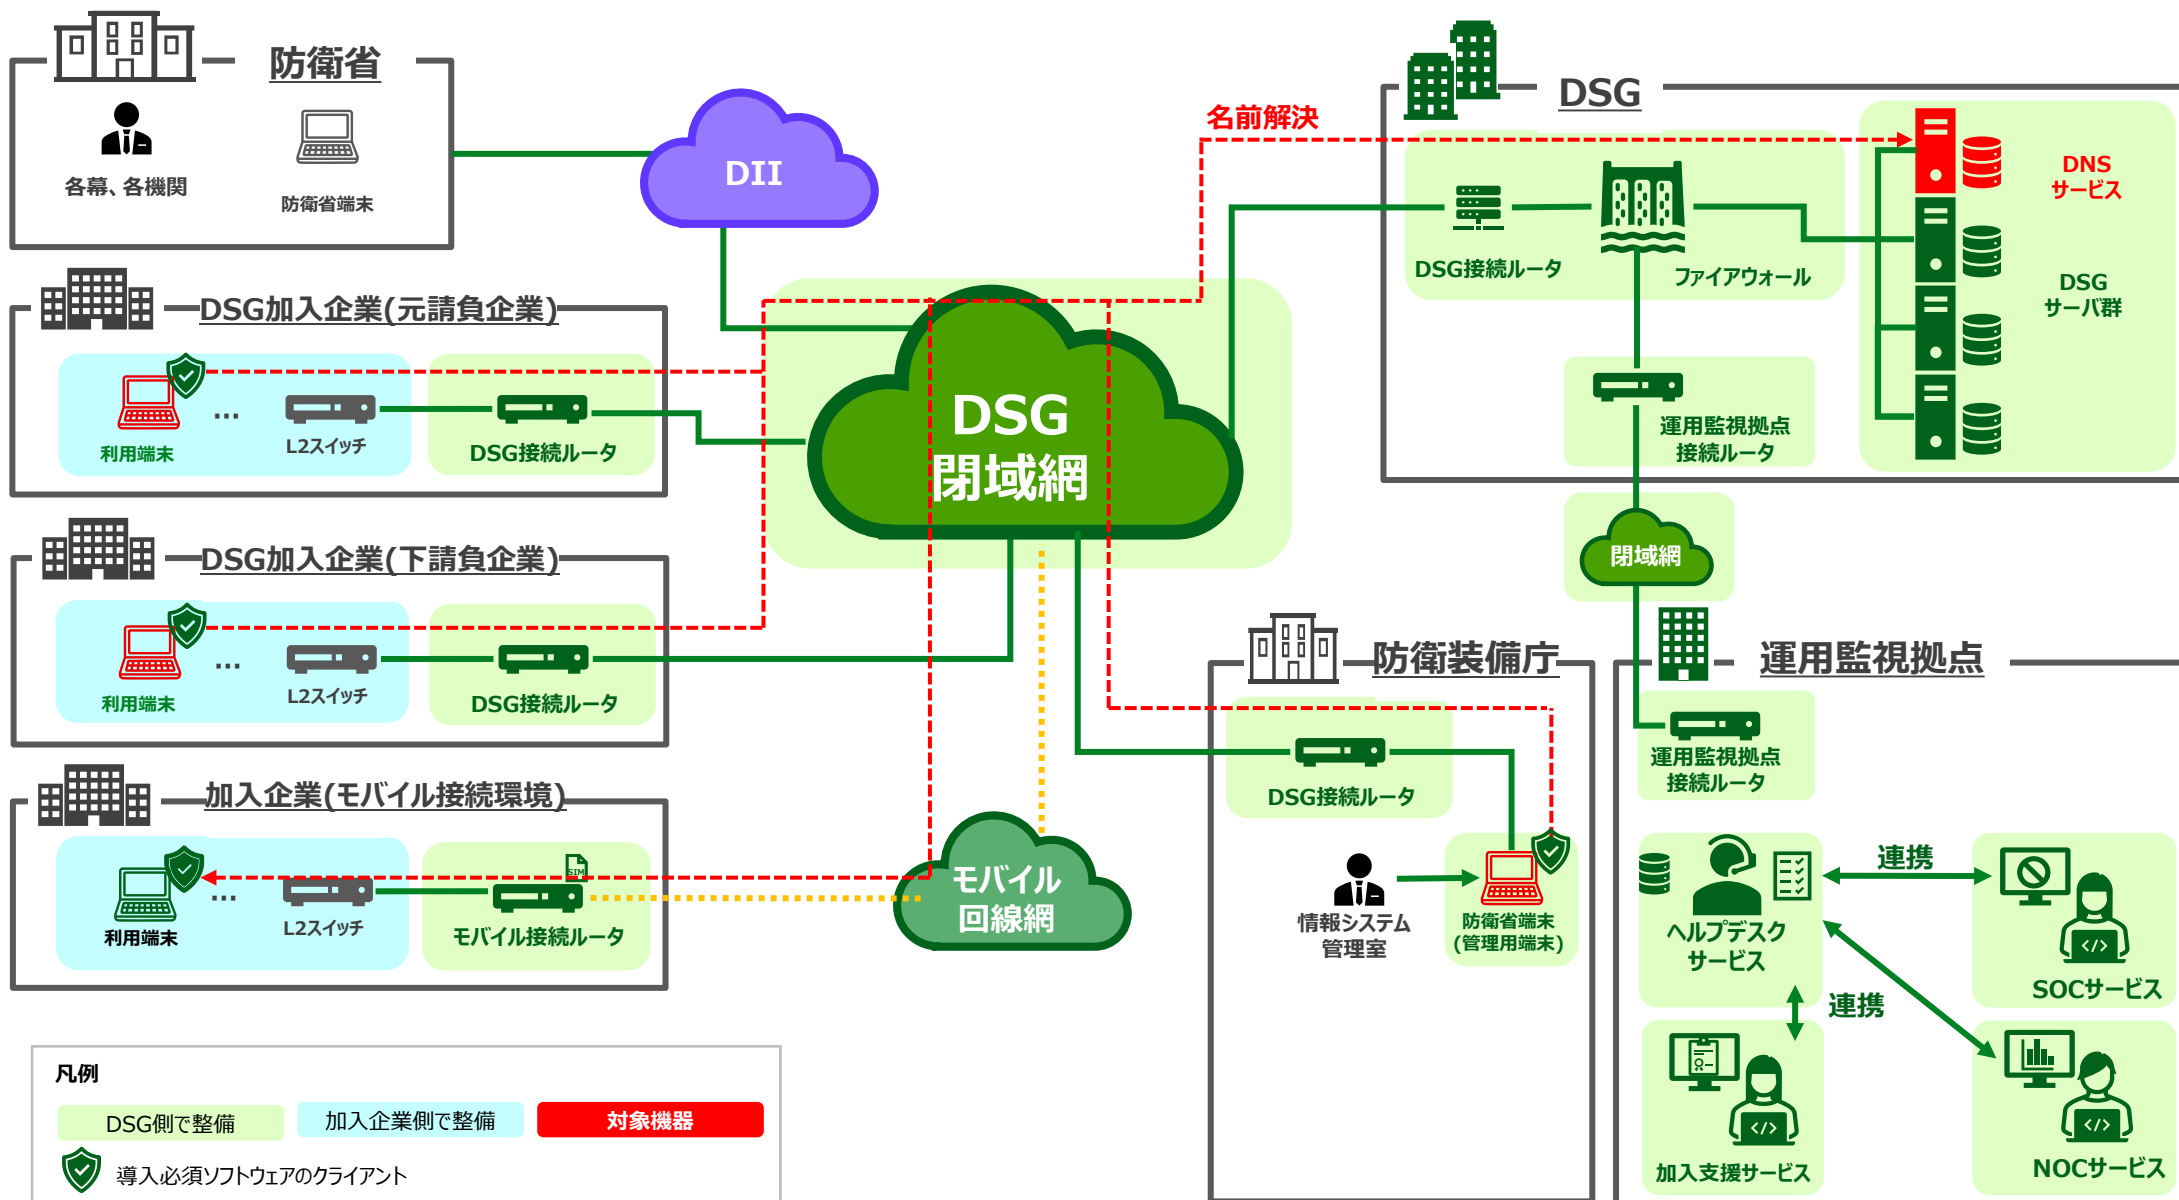 防衛省
各幕、各機関
防衛省端末
DII
DSG加入企業(元請負企業)
利用端末
...
L2スイッチ
DSG接続ルータ
DSG加入企業(下請負企業)
利用端末
...
L2スイッチ
DSG接続ルータ
加入企業(モバイル接続環境)
利用端末
...
L2スイッチ
SIM
モバイル接続ルータ
DSG
閉域網
モバイル
回線網
名前解決
DSG
DSG接続ルータ
ファイアウォール
DNS
サービス
DSG
サーバ群
運用監視拠点
接続ルータ
閉域網
防衛装備庁
DSG接続ルータ
情報システム
管理室
防衛省端末
(管理用端末)
運用監視拠点
運用監視拠点
接続ルータ
ヘルプデスク
サービス
連携
</>
SOCサービス
連携
</>
加入支援サービス
</>
NOCサービス
凡例
DSG側で整備
加入企業側で整備
対象機器
導入必須ソフトウェアのクライアント